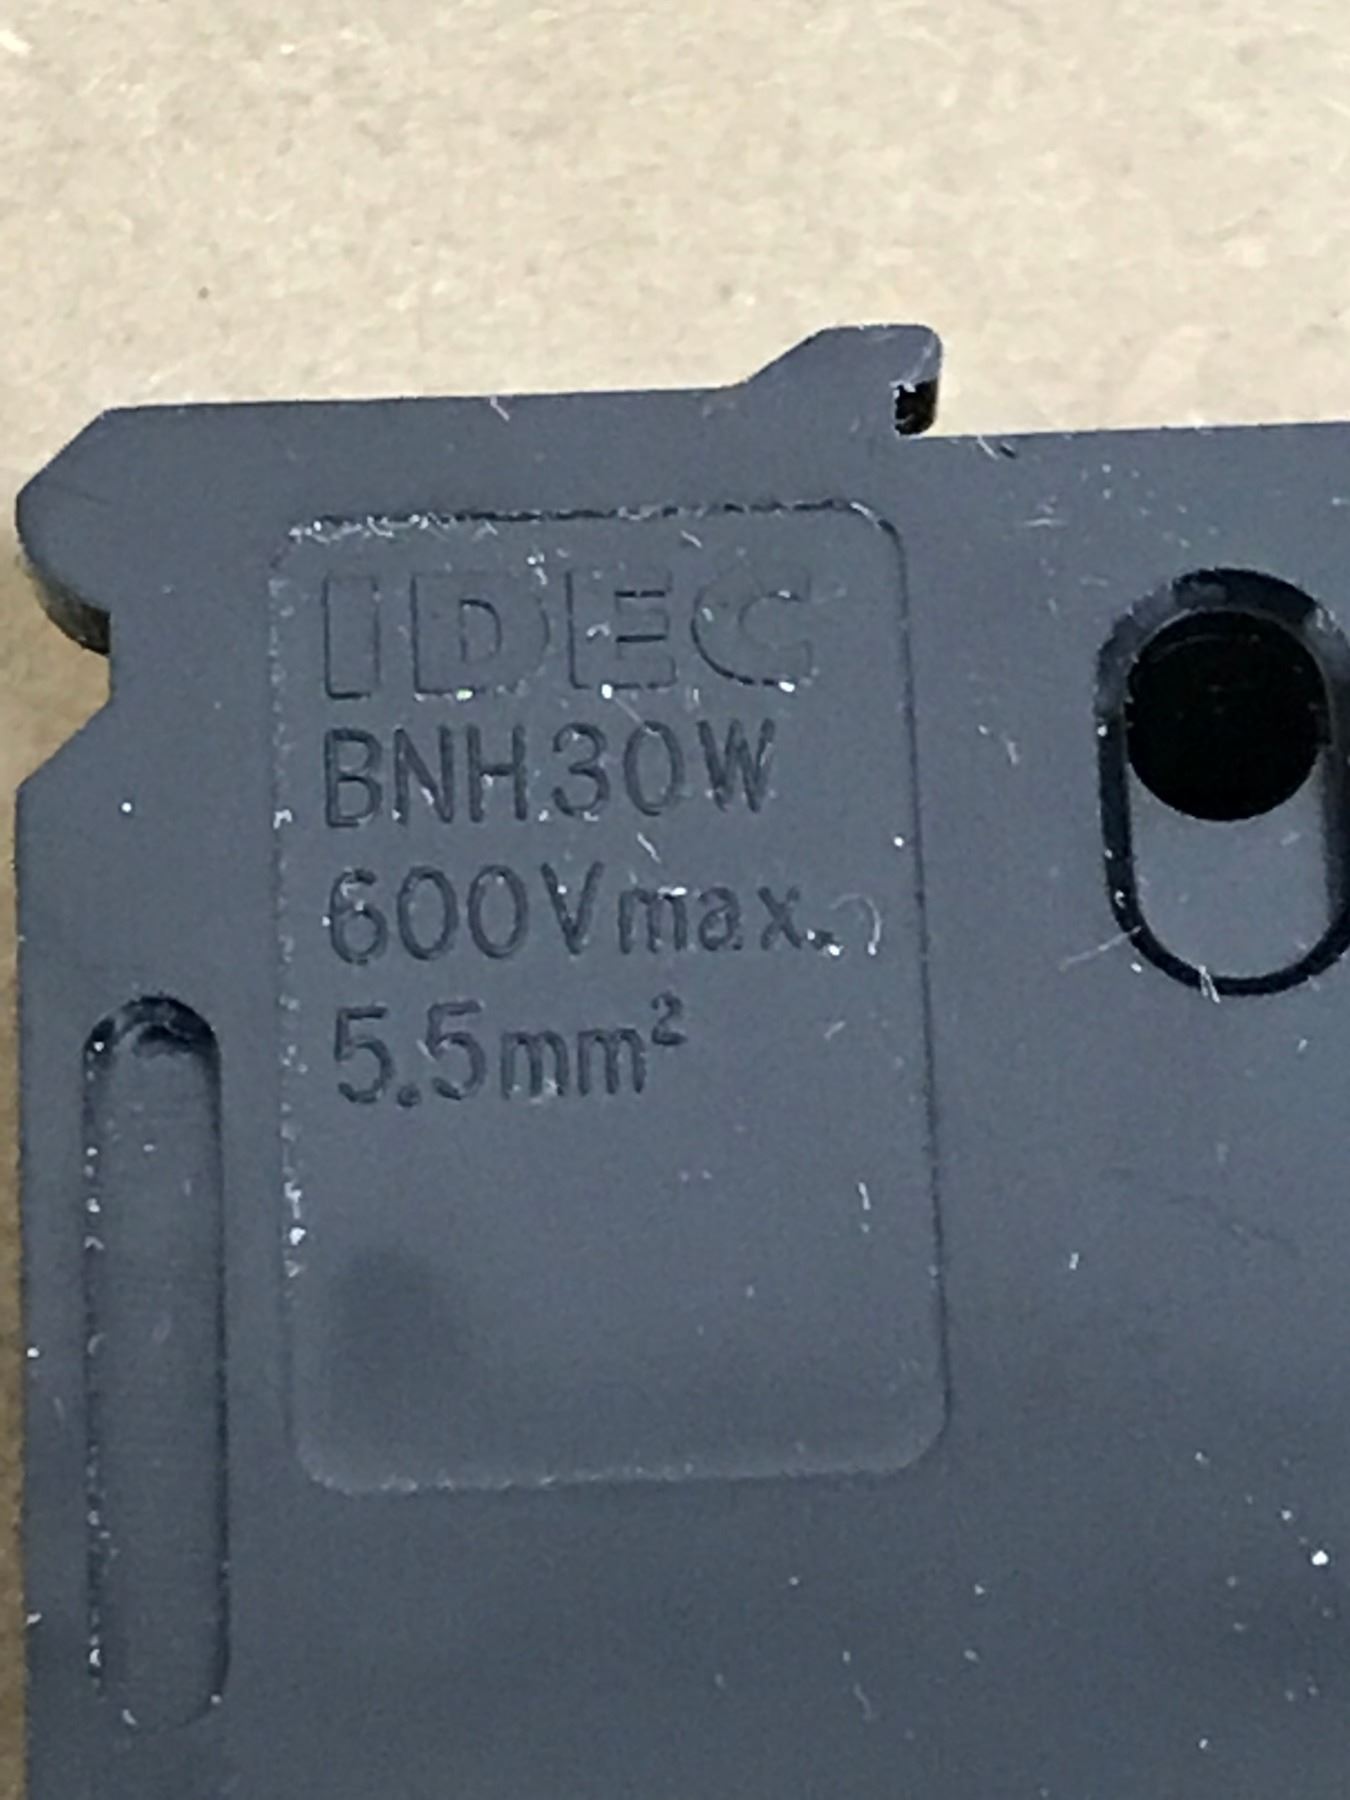 IDEC
BNH30W
600Vmax.
5.5mm²